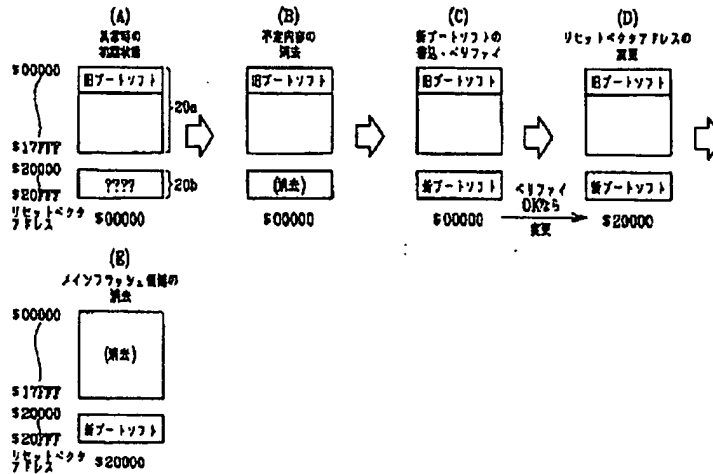 (A)
異常時の
初期状態
(B)
不定内容の
消去
(C)
新ブートソフトの
書込・ベリファイ
(D)
リセットベクタアドレスの
変更
$00000
旧ブートソフト
20a
$17FFF
$20000
????
20b
$20FFF
リセットベクタ
アドレス
$00000
旧ブートソフト
(消去)
$00000
旧ブートソフト
新ブートソフト
$00000
ベリファイ
OKなら
変更
旧ブートソフト
新ブートソフト
$20000
(E)
メインフラッシュ領域の
消去
$00000
(消去)
$17FFF
$20000
新ブートソフト
$20FFF
リセットベクタ
アドレス
$20000